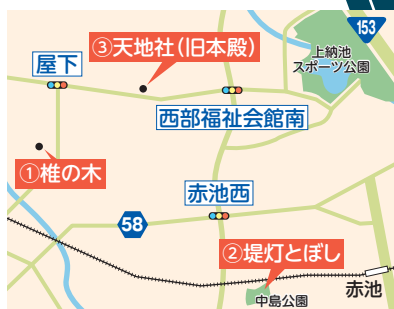 153
③天地社(旧本殿)
上納池
スポーツ公園
屋下
西部福祉会館南
①椎の木
赤池西
58
②堤灯とぼし
赤池
中島公園